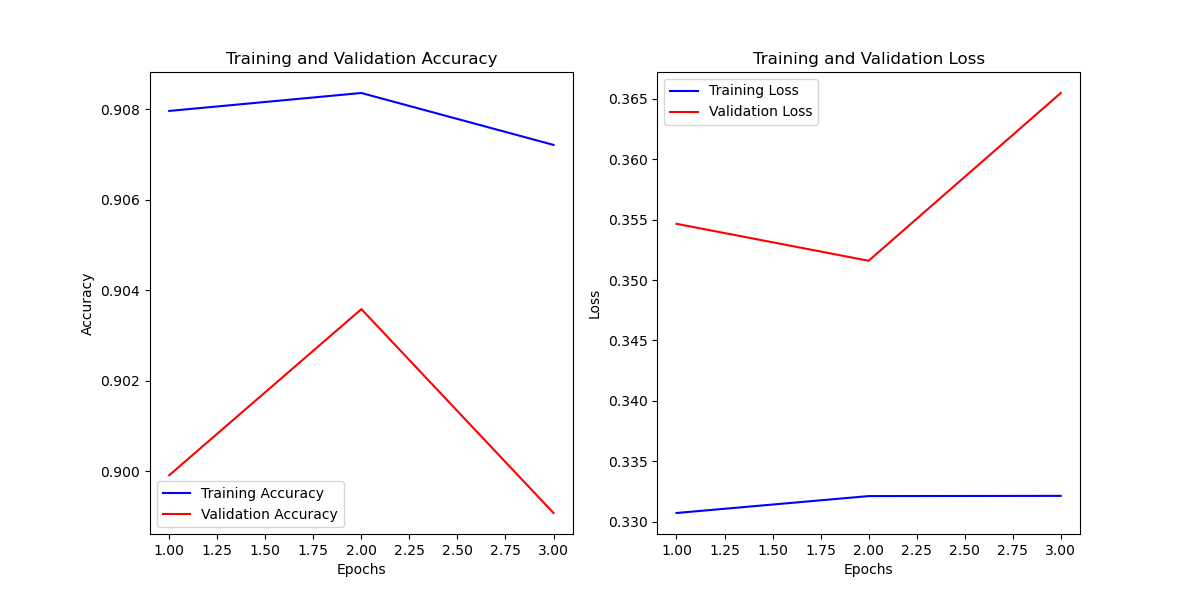 Training and Validation Accuracy
0.908
0.906
0.904
0.902
0.900
Accuracy
Training Accuracy
Validation Accuracy
1.00 1.25 1.50 1.75 2.00 2.25 2.50 2.75 3.00
Epochs
Training and Validation Loss
Training Loss
Validation Loss
0.365
0.360
0.355
0.350
0.345
0.340
0.335
0.330
Loss
1.00 1.25 1.50 1.75 2.00 2.25 2.50 2.75 3.00
Epochs